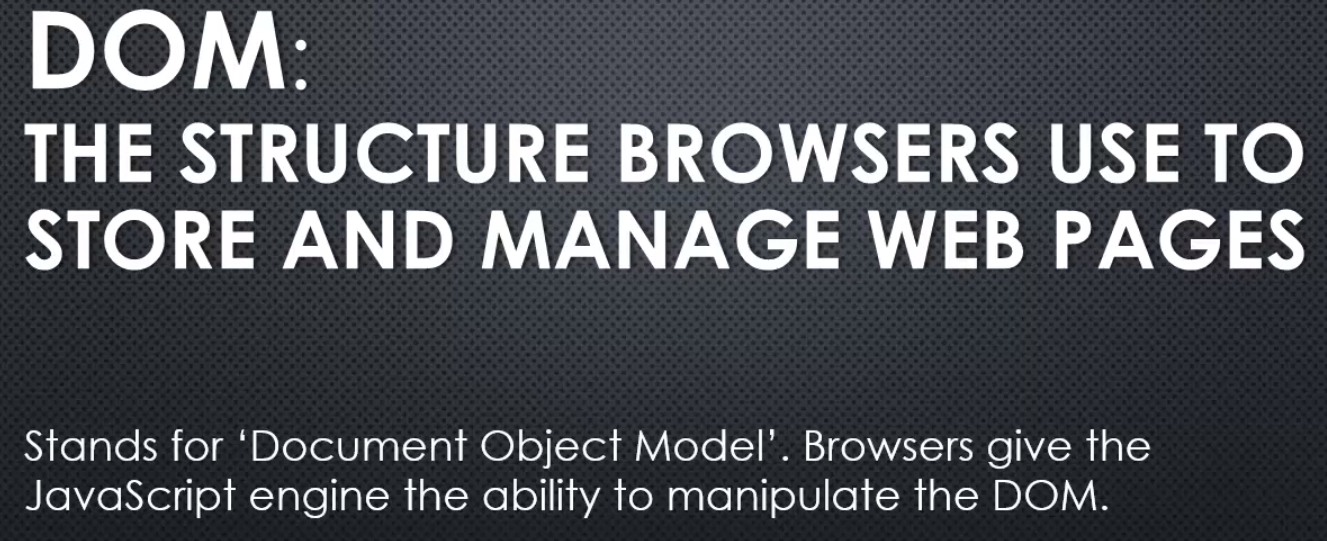 DOM:
THE STRUCTURE BROWSERS USE TO
STORE AND MANAGE WEB PAGES
Stands for ‘Document Object Model’. Browsers give the
JavaScript engine the ability to manipulate the DOM.